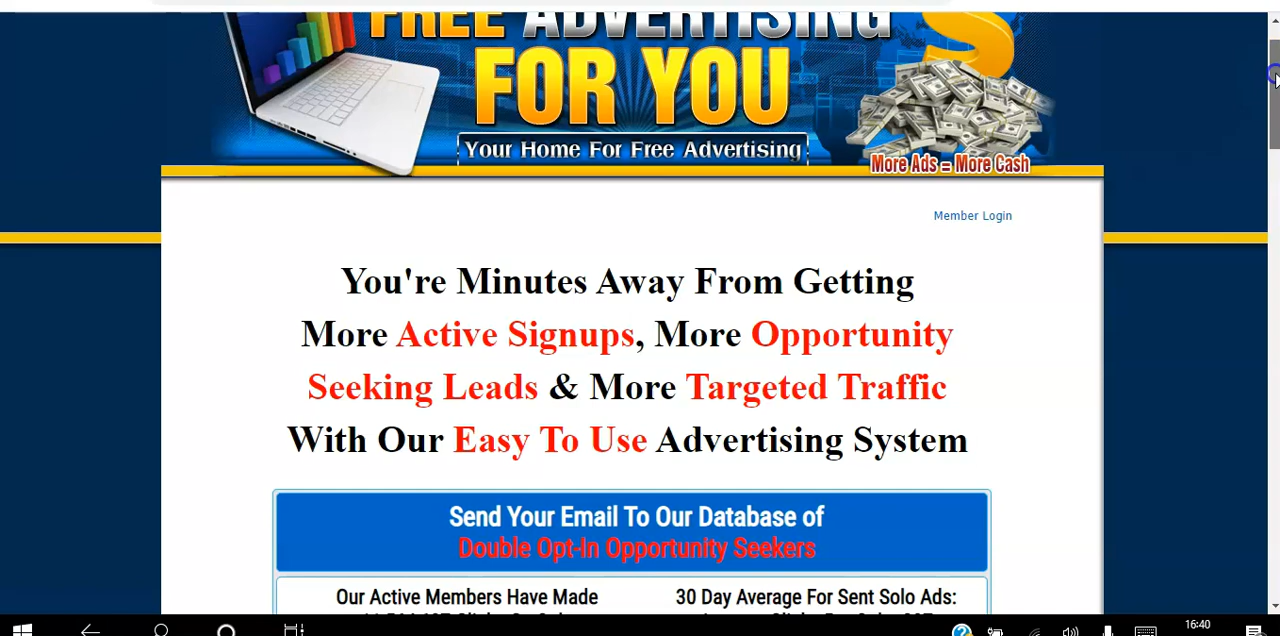 FREE ADVERTISING
FOR YOU
Your Home For Free Advertising
More Ads = More Cash
Member Login
You're Minutes Away From Getting
More Active Signups, More Opportunity
Seeking Leads & More Targeted Traffic
With Our Easy To Use Advertising System
Send Your Email To Our Database of
Double Opt-In Opportunity Seekers
Our Active Members Have Made
30 Day Average For Sent Solo Ads:
16:40